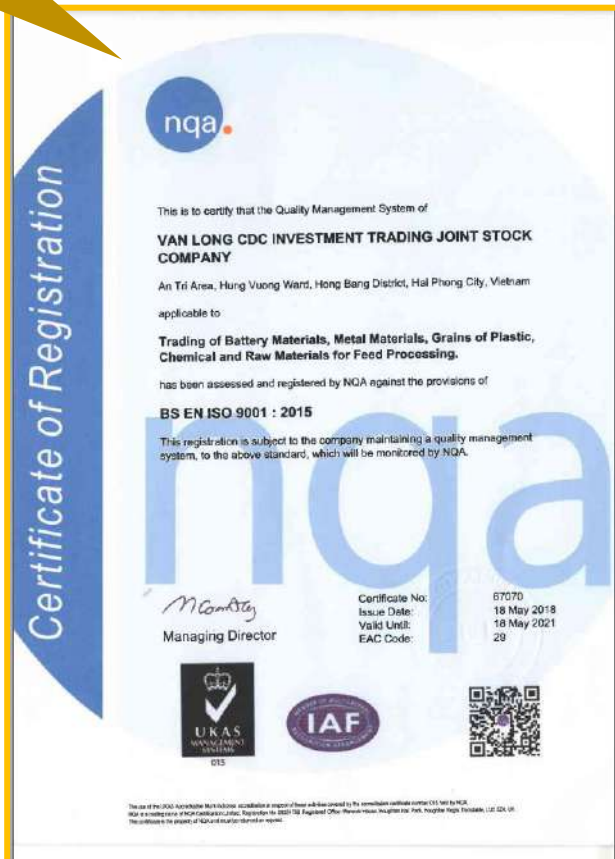 Certificate of Registration
nqa.
This is to certify that the Quality Management System of
VAN LONG CDC INVESTMENT TRADING JOINT STOCK
COMPANY
An Tri Area, Hung Vuong Ward, Hong Bang District, Hai Phong City, Vietnam
applicable to
Trading of Battery Materials, Metal Materials, Grains of Plastic,
Chemical and Raw Materials for Feed Processing.
has been assessed and registered by NQA against the provisions of
BS EN ISO 9001 : 2015
This registration is subject to the company maintaining a quality management
system, to the above standard, which will be monitored by NQA.
nqa
Managing Director
Certificate No: 67070
Issue Date: 18 May 2018
Valid Until: 18 May 2021
EAC Code: 29
UKAS
MANAGEMENT
SYSTEMS
015
IAF